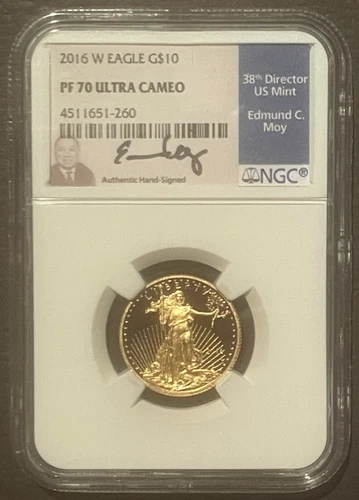 2016 W EAGLE G$10
PF 70 ULTRA CAMEO
4511651-260
Authentic Hand-Signed
38th Director
US Mint
Edmund C.
Moy
NGC®
LIBERTY